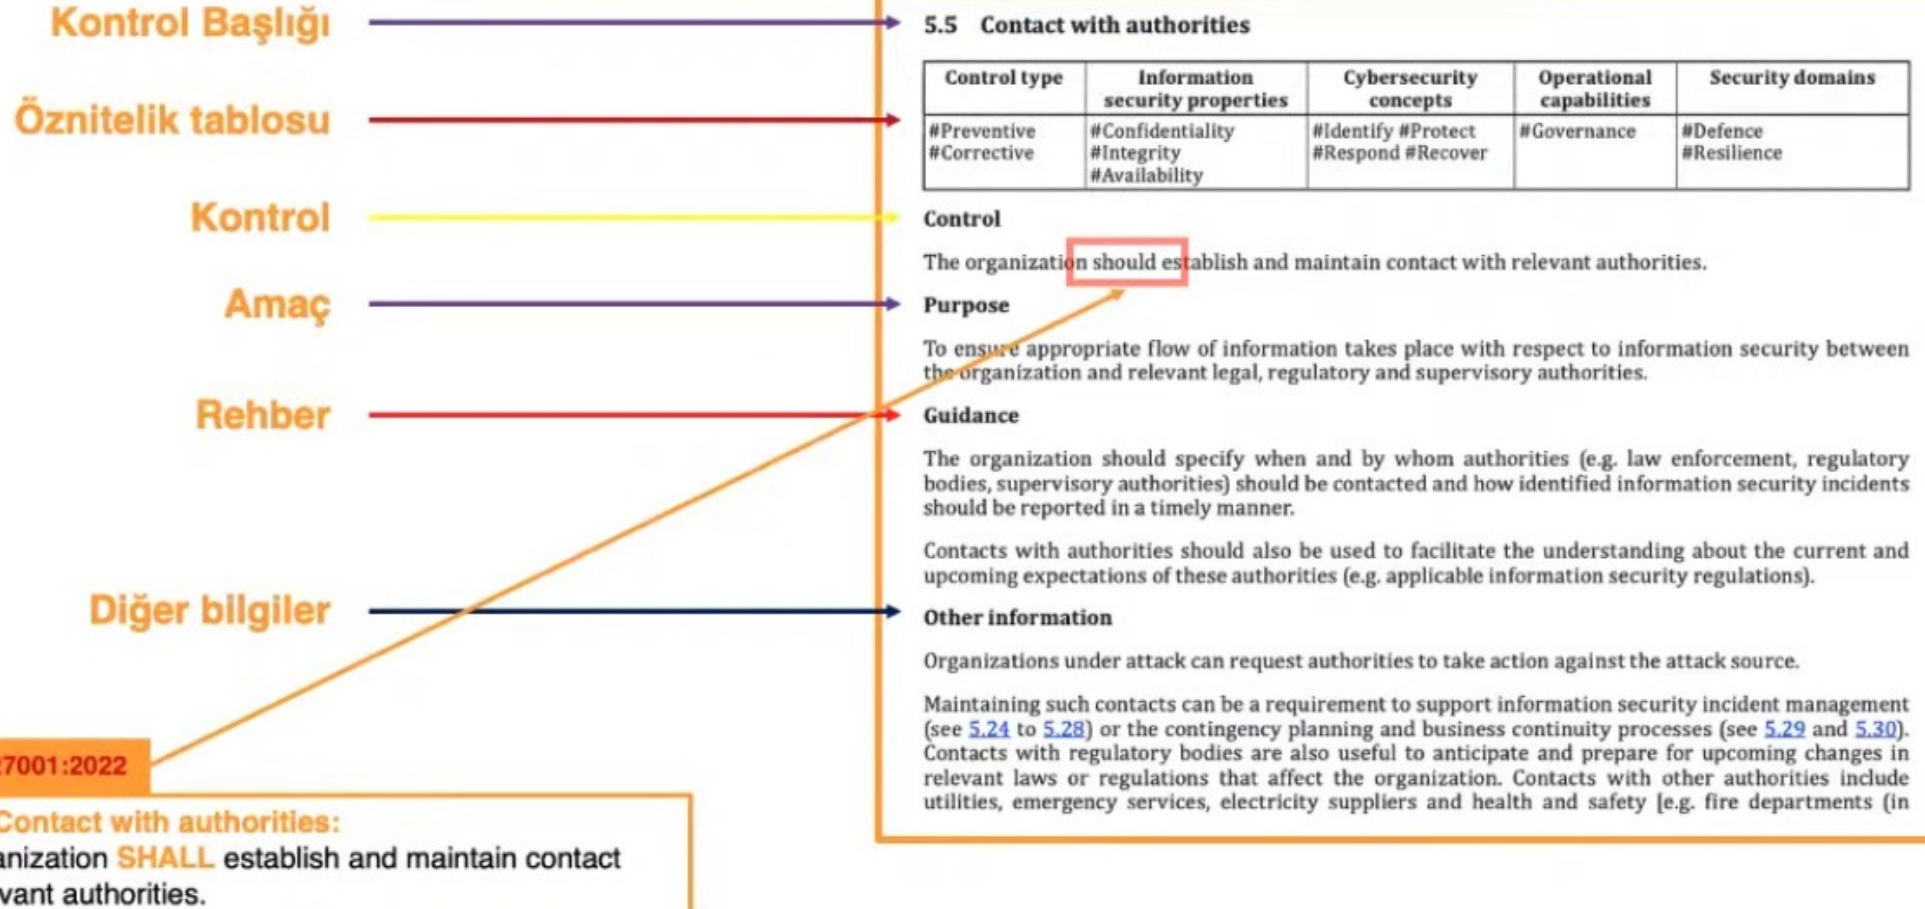 Kontrol Başlığı
Öznitelik tablosu
Kontrol
Amaç
Rehber
Diğer bilgiler
5.5 Contact with authorities
Control type
Information security properties
Cybersecurity concepts
Operational capabilities
Security domains
#Preventive
#Corrective
#Confidentiality
#Integrity
#Availability
#Identify #Protect
#Respond #Recover
#Governance
#Defence
#Resilience
Control
The organization should establish and maintain contact with relevant authorities.
Purpose
To ensure appropriate flow of information takes place with respect to information security between
the organization and relevant legal, regulatory and supervisory authorities.
Guidance
The organization should specify when and by whom authorities (e.g. law enforcement, regulatory
bodies, supervisory authorities) should be contacted and how identified information security incidents
should be reported in a timely manner.
Contacts with authorities should also be used to facilitate the understanding about the current and
upcoming expectations of these authorities (e.g. applicable information security regulations).
Other information
Organizations under attack can request authorities to take action against the attack source.
Maintaining such contacts can be a requirement to support information security incident management
(see 5.24 to 5.28) or the contingency planning and business continuity processes (see 5.29 and 5.30).
Contacts with regulatory bodies are also useful to anticipate and prepare for upcoming changes in
relevant laws or regulations that affect the organization. Contacts with other authorities include
utilities, emergency services, electricity suppliers and health and safety [e.g. fire departments (in
7001:2022
Contact with authorities:
anization SHALL establish and maintain contact
vant authorities.